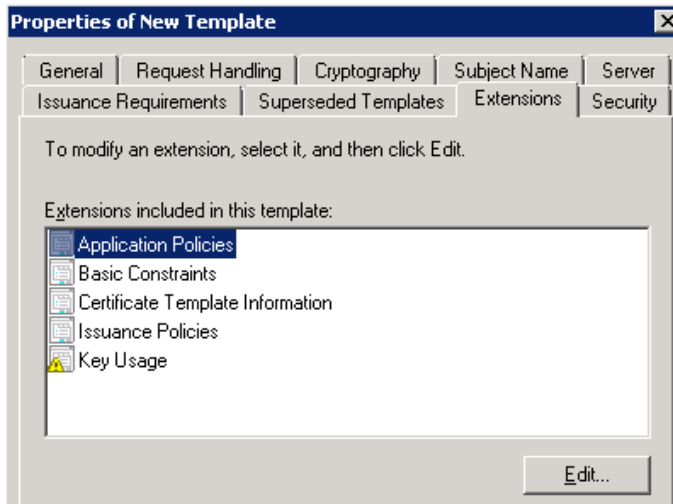 Properties of New Template
General Request Handling Cryptography Subject Name Server
Issuance Requirements Superseded Templates Extensions Security
To modify an extension, select it, and then click Edit.
Extensions included in this template:
Application Policies
Basic Constraints
Certificate Template Information
Issuance Policies
Key Usage
Edit...